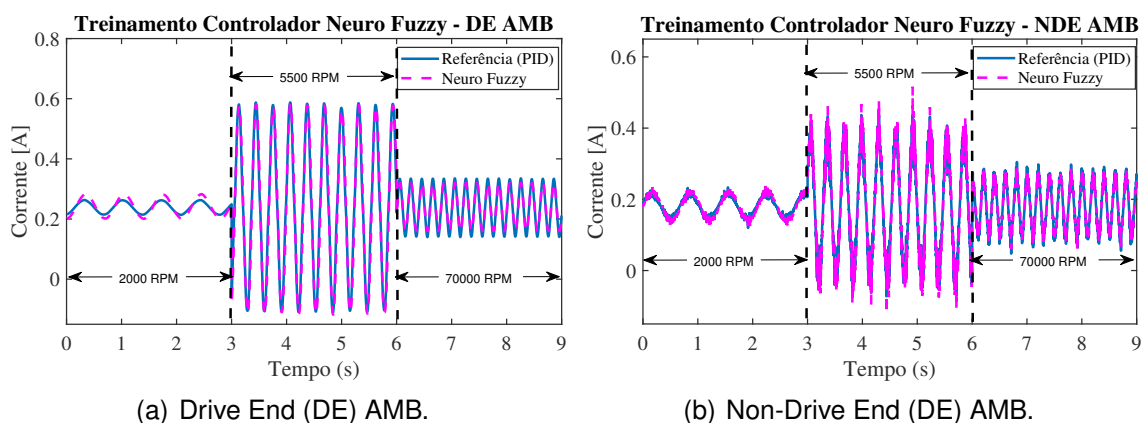 Treinamento Controlador Neuro Fuzzy - DE AMB
Corrente [A]
0.8
0.6
0.4
0.2
0
Referência (PID)
Neuro Fuzzy
5500 RPM
2000 RPM
70000 RPM
0 1 2 3 4 5 6 7 8 9
Tempo (s)
(a) Drive End (DE) AMB.
Treinamento Controlador Neuro Fuzzy - NDE AMB
Corrente [A]
0.6
0.4
0.2
0
Referência (PID)
Neuro Fuzzy
5500 RPM
2000 RPM
70000 RPM
0 1 2 3 4 5 6 7 8 9
Tempo (s)
(b) Non-Drive End (DE) AMB.